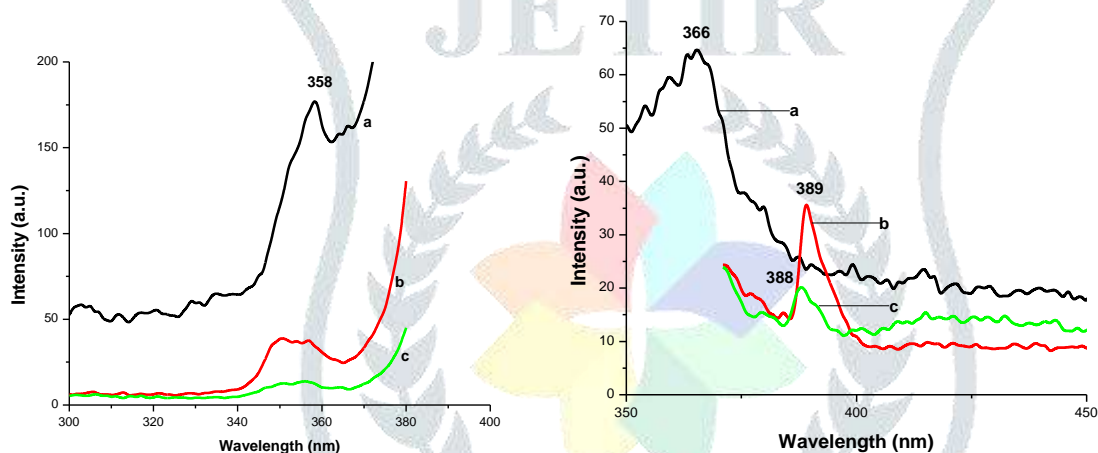 JETIR
200
150
100
50
0
300
320
340
360
380
400
358
a
b
c
Intensity (a.u.)
Wavelength (nm)
70
60
50
40
30
20
10
0
350
400
450
366
a
389
b
388
c
Intensity (a.u.)
Wavelength (nm)